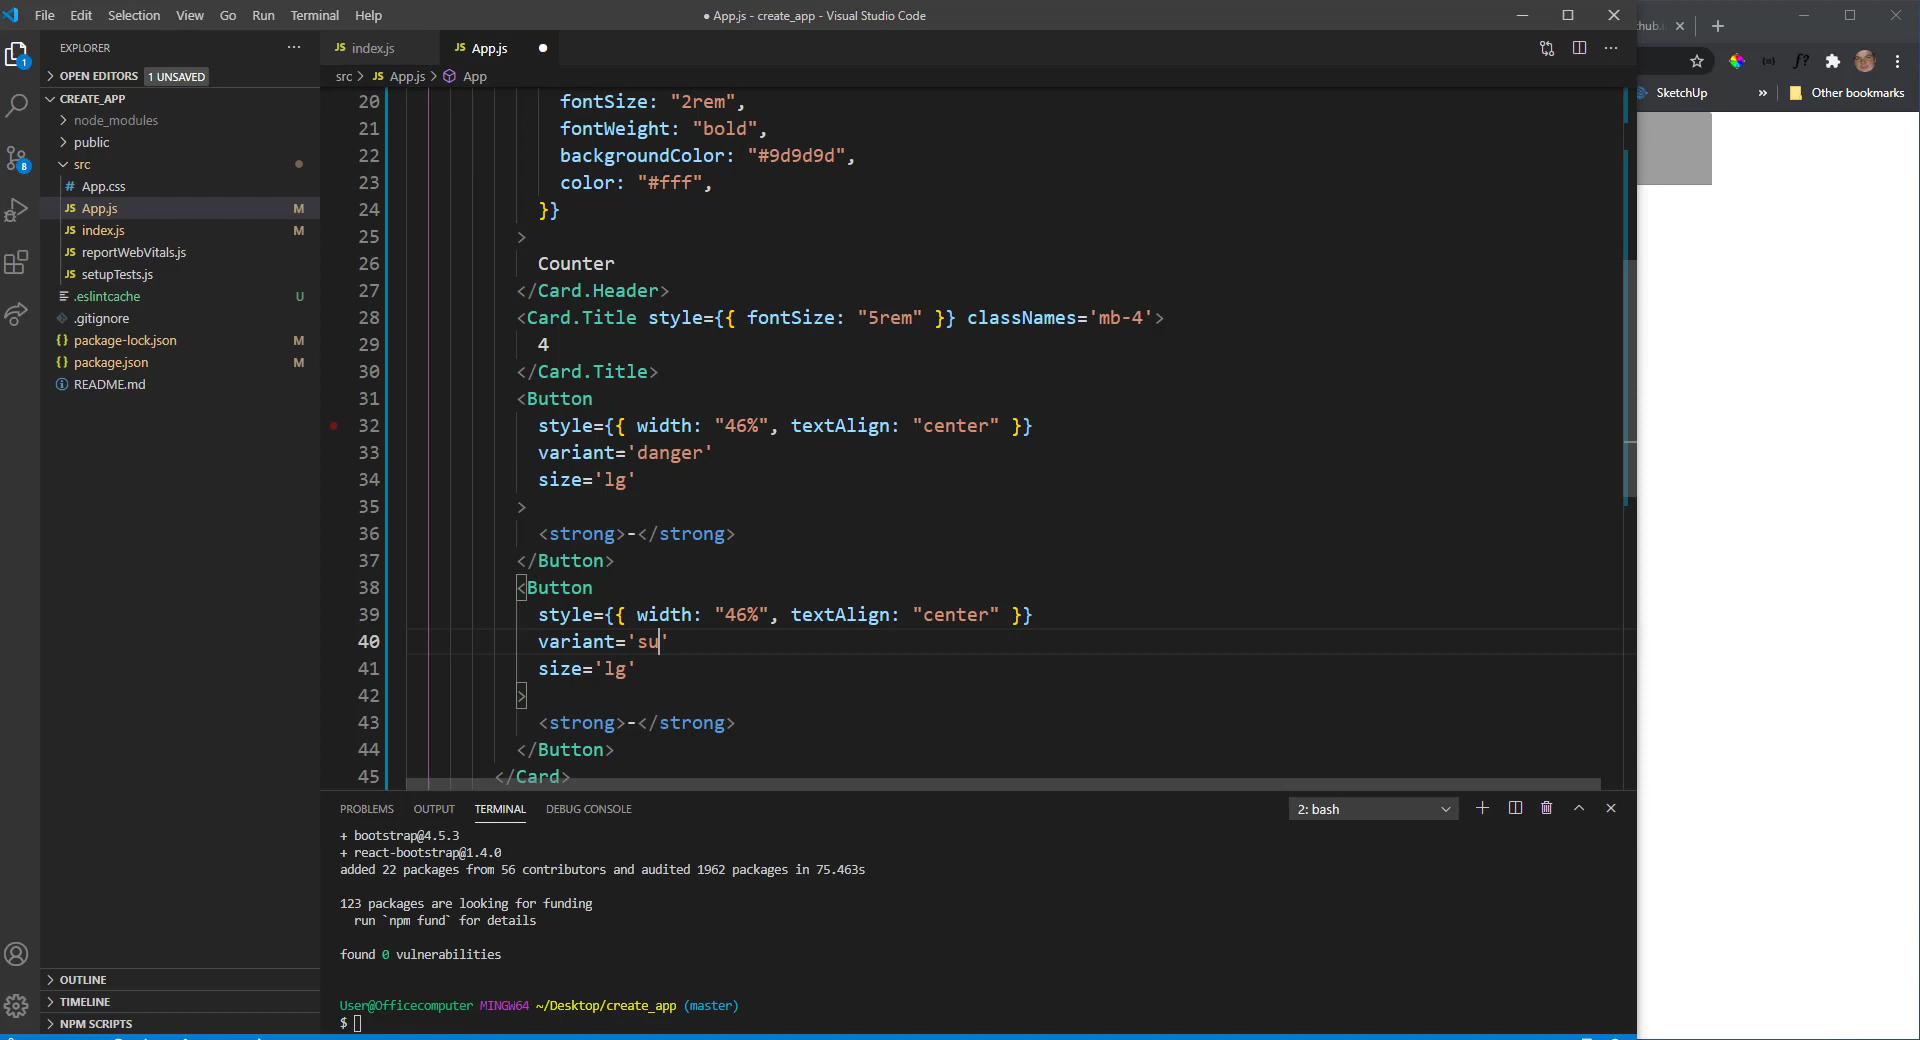 File Edit Selection View Go Run Terminal Help
● App.js - create_app - Visual Studio Code
EXPLORER
OPEN EDITORS 1 UNSAVED
CREATE_APP
node_modules
public
src
# App.css
JS App.js M
JS index.js M
JS reportWebVitals.js
JS setupTests.js
.eslintcache U
.gitignore
{} package-lock.json M
{} package.json M
README.md
OUTLINE
TIMELINE
NPM SCRIPTS
1
8
JS index.js
JS App.js
src > JS App.js > App
20 fontSize: "2rem",
21 fontWeight: "bold",
22 backgroundColor: "#9d9d9d",
23 color: "#fff",
24 }}
25 >
26 Counter
27 </Card.Header>
28 <Card.Title style={{ fontSize: "5rem" }} classNames='mb-4'>
29 4
30 </Card.Title>
31 <Button
32 style={{ width: "46%", textAlign: "center" }}
33 variant='danger'
34 size='lg'
35 >
36 <strong>-</strong>
37 </Button>
38 <Button
39 style={{ width: "46%", textAlign: "center" }}
40 variant='su'
41 size='lg'
42 >
43 <strong>-</strong>
44 </Button>
45 </Card>
PROBLEMS OUTPUT TERMINAL DEBUG CONSOLE
2: bash
+ bootstrap@4.5.3
+ react-bootstrap@1.4.0
added 22 packages from 56 contributors and audited 1962 packages in 75.463s
123 packages are looking for funding
run `npm fund` for details
found 0 vulnerabilities
User@Officecomputer MINGW64 ~/Desktop/create_app (master)
$
SketchUp » Other bookmarks